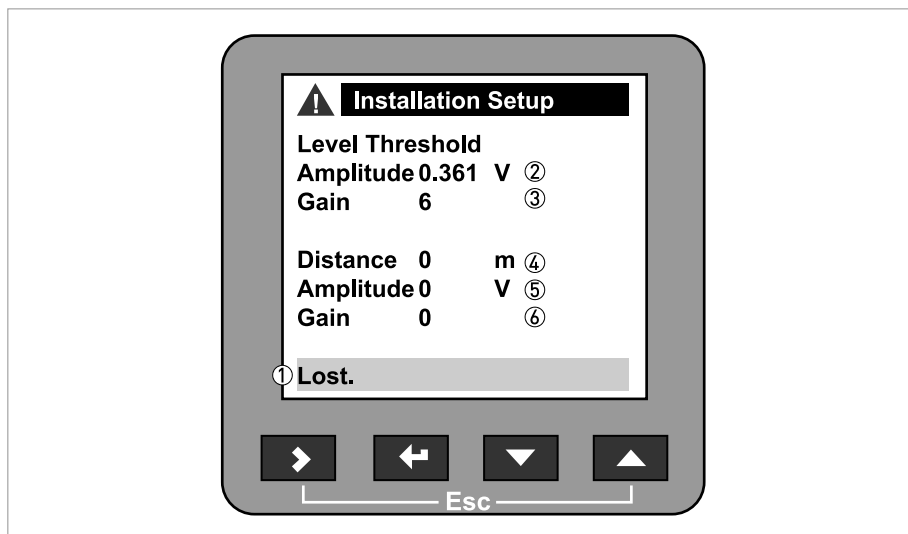 Installation Setup
Level Threshold
Amplitude 0.361 V ②
Gain 6 ③
Distance 0 m ④
Amplitude 0 V ⑤
Gain 0 ⑥
① Lost.
Esc